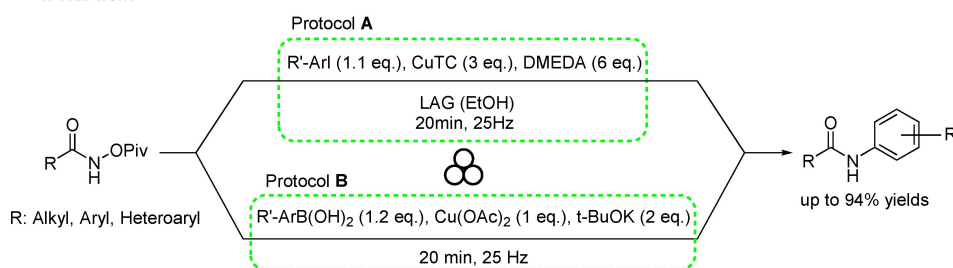 Protocol A
R'-ArI (1.1 eq.), CuTC (3 eq.), DMEDA (6 eq.)
LAG (EtOH)
20min, 25Hz
O
R
N
H
OPiv
R: Alkyl, Aryl, Heteroaryl
Protocol B
R'-ArB(OH)2 (1.2 eq.), Cu(OAc)2 (1 eq.), t-BuOK (2 eq.)
20 min, 25 Hz
O
R
N
H
up to 94% yields